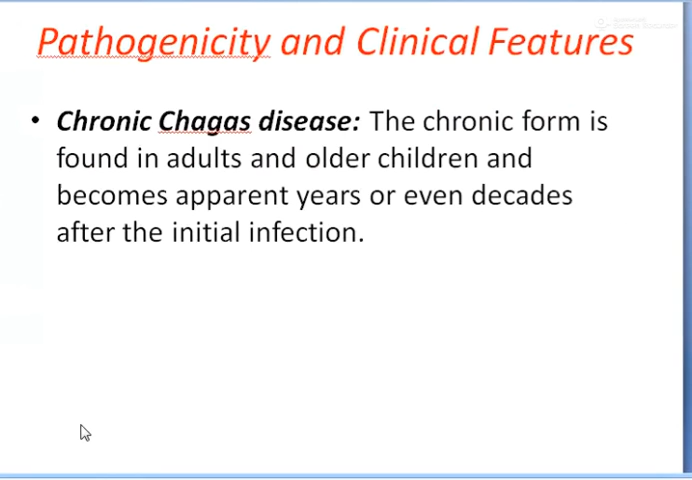 Pathogenicity and Clinical Features
• Chronic Chagas disease: The chronic form is
found in adults and older children and
becomes apparent years or even decades
after the initial infection.